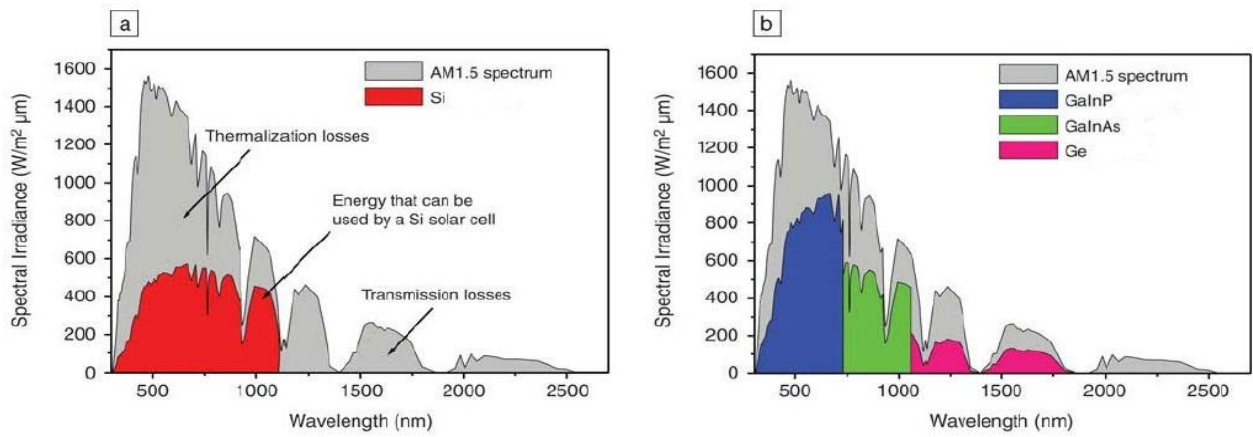 a
1600
1400
1200
1000
800
600
400
200
0
Spectral Irradiance (W/m² µm)
AM1.5 spectrum
Si
Thermalization losses
Energy that can be
used by a Si solar cell
Transmission losses
500
1000
1500
2000
2500
Wavelength (nm)
b
1600
1400
1200
1000
800
600
400
200
0
Spectral Irradiance (W/m² µm)
AM1.5 spectrum
GaInP
GaInAs
Ge
500
1000
1500
2000
2500
Wavelength (nm)